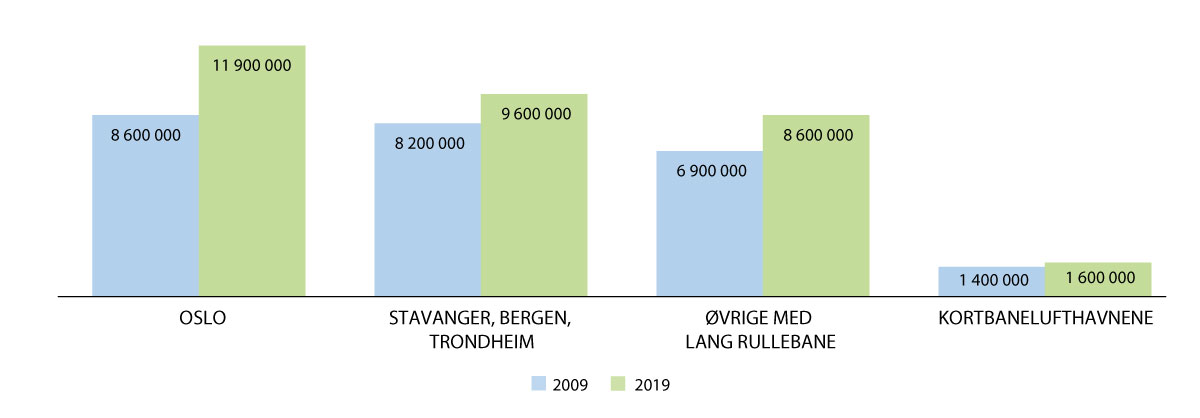 8 600 000
11 900 000
8 200 000
9 600 000
6 900 000
8 600 000
1 400 000
1 600 000
OSLO
STAVANGER, BERGEN,
TRONDHEIM
ØVRIGE MED
LANG RULLEBANE
KORTBANELUFTHAVNENE
2009
2019